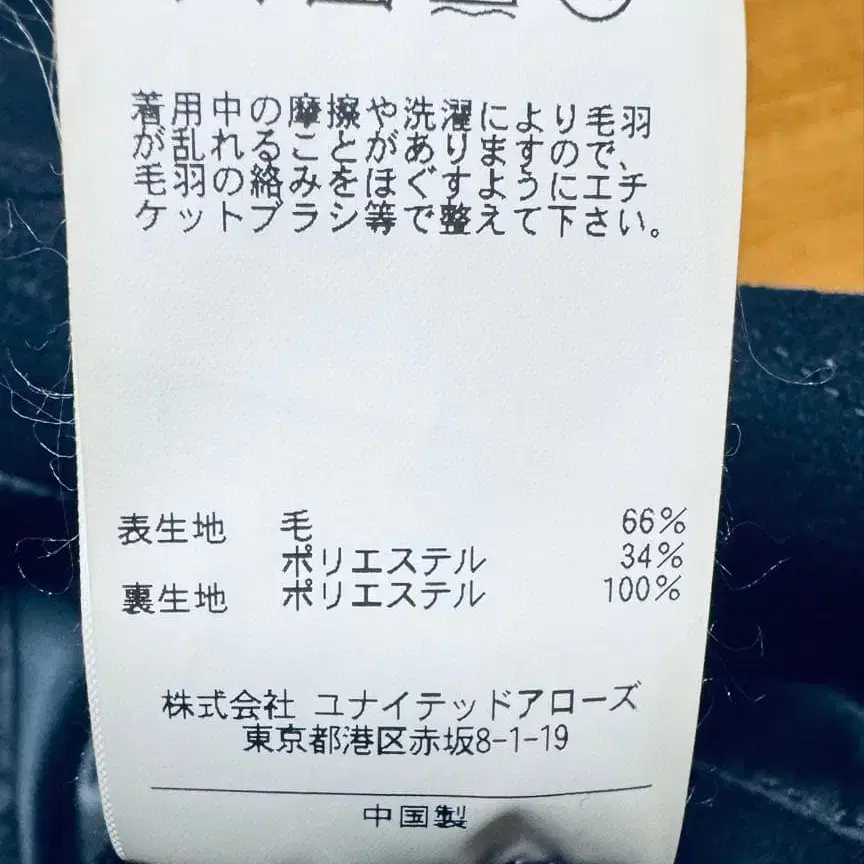 着用中の摩擦や洗濯により毛羽
が乱れることがありますので、
毛羽の絡みをほぐすようにエチ
ケットブラシ等で整えて下さい。
表生地 毛 66%
ポリエステル 34%
裏生地 ポリエステル 100%
株式会社 ユナイテッドアローズ
東京都港区赤坂8-1-19
中国製